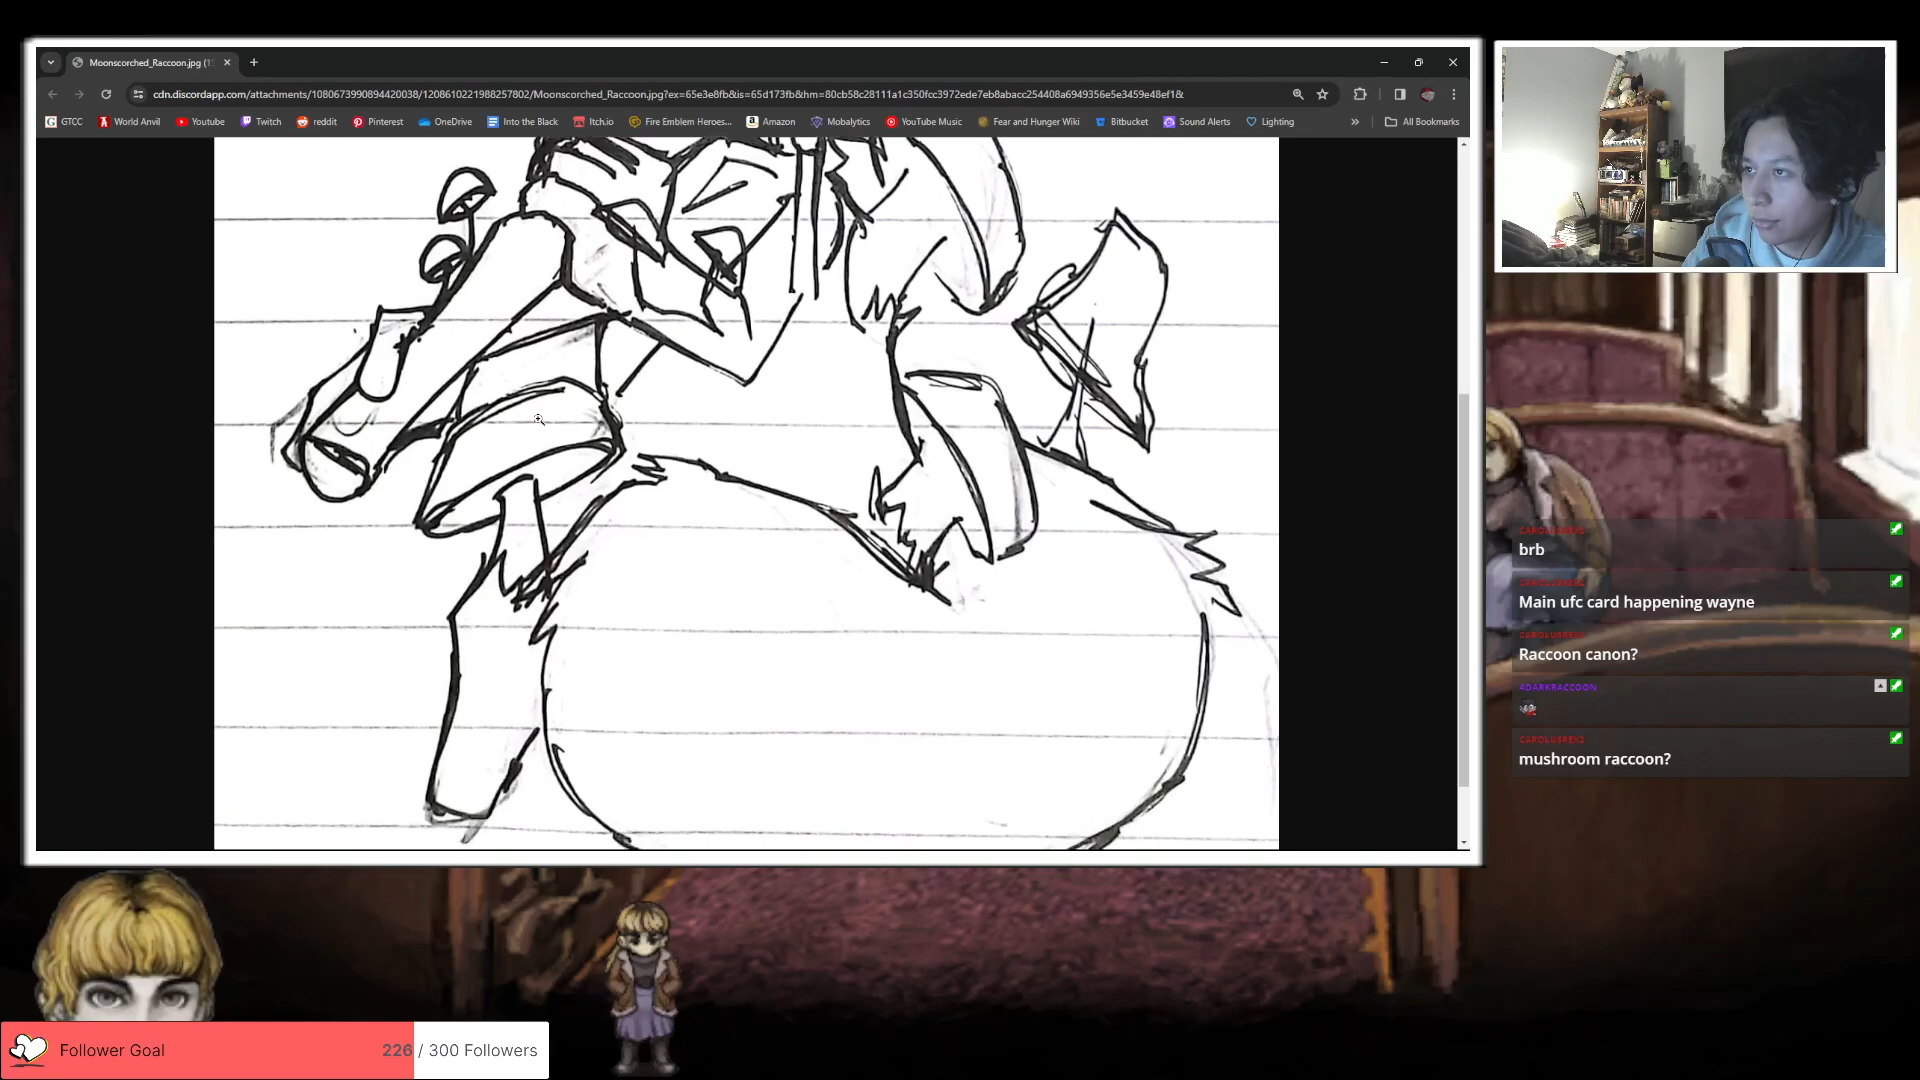 Moonscorched_Raccoon.jpg (1
cdn.discordapp.com/attachments/1080673990894420038/1208610221988257802/Moonscorched_Raccoon.jpg?ex=65e3e8fb&is=65d173fb&hm=80cb58c28111a1c350fcc3972ede7eb8abacc254408a6949356e5e3459e48ef1&
GTCC World Anvil Youtube Twitch reddit Pinterest OneDrive Into the Black Itch.io Fire Emblem Heroes... Amazon Mobalytics YouTube Music Fear and Hunger Wiki Bitbucket Sound Alerts Lighting » All Bookmarks
brb
Main ufc card happening wayne
Raccoon canon?
ADARKRACCOON
mushroom raccoon?
Follower Goal 226 / 300 Followers